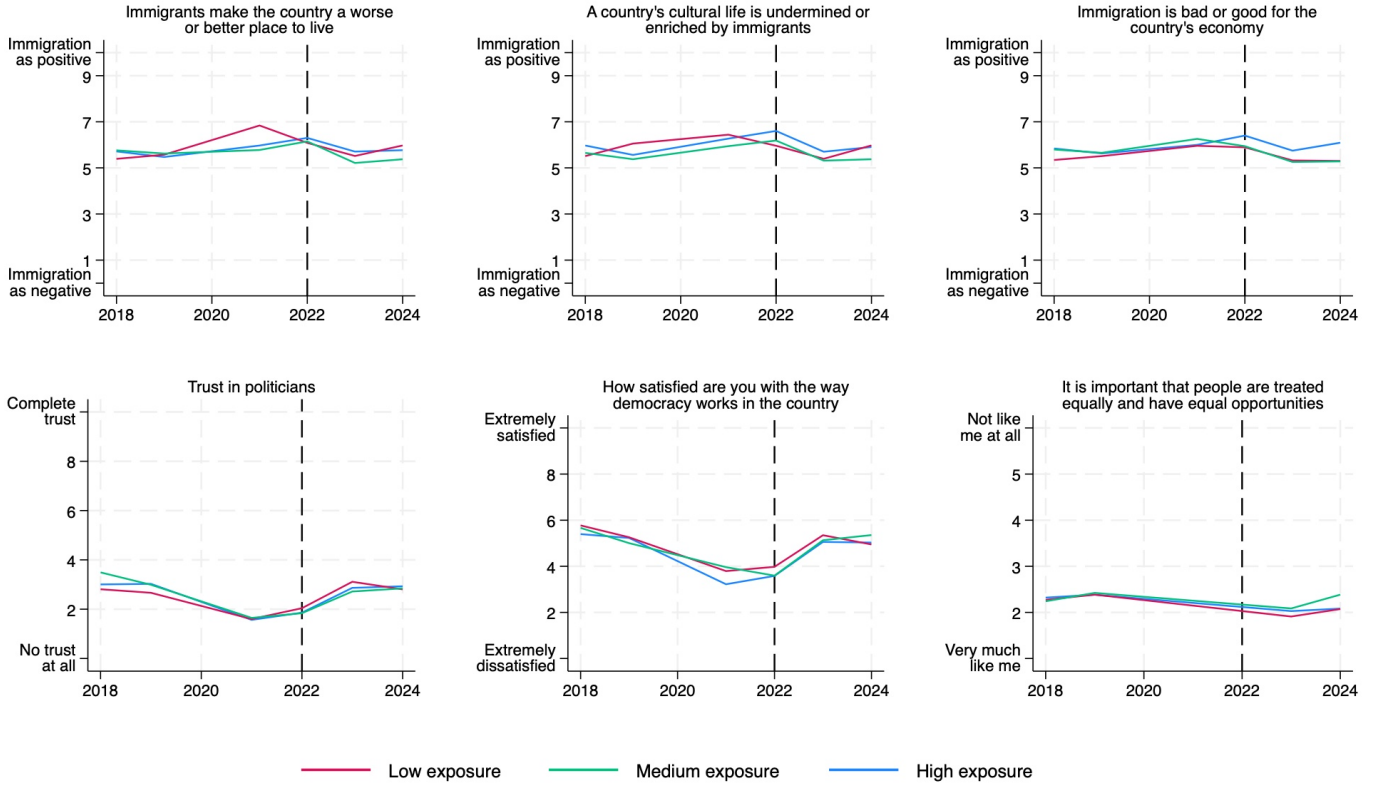 Immigrants make the country a worse
or better place to live
Immigration
as positive
9
7
5
3
1
Immigration
as negative
2018 2020 2022 2024
A country's cultural life is undermined or
enriched by immigrants
Immigration
as positive
9
7
5
3
1
Immigration
as negative
2018 2020 2022 2024
Immigration is bad or good for the
country's economy
Immigration
as positive
9
7
5
3
1
Immigration
as negative
2018 2020 2022 2024
Trust in politicians
Complete
trust
8
6
4
2
No trust
at all
2018 2020 2022 2024
How satisfied are you with the way
democracy works in the country
Extremely
satisfied
8
6
4
2
Extremely
dissatisfied
2018 2020 2022 2024
It is important that people are treated
equally and have equal opportunities
Not like
me at all
5
4
3
2
Very much
like me
2018 2020 2022 2024
Low exposure Medium exposure High exposure